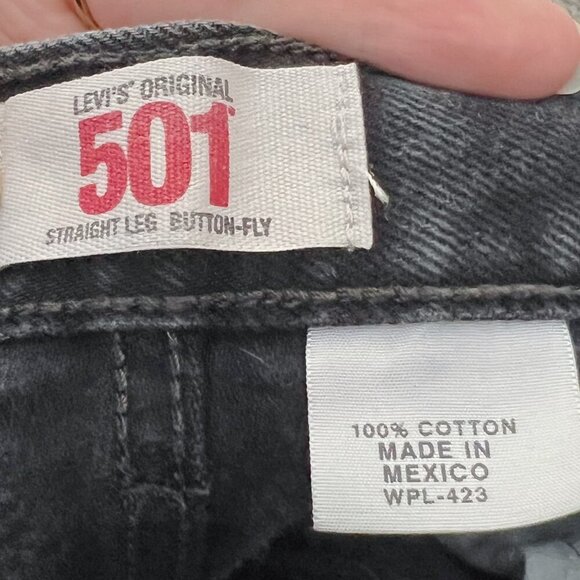 LEVI'S® ORIGINAL
501®
STRAIGHT LEG BUTTON-FLY
100% COTTON
MADE IN
MEXICO
WPL-423